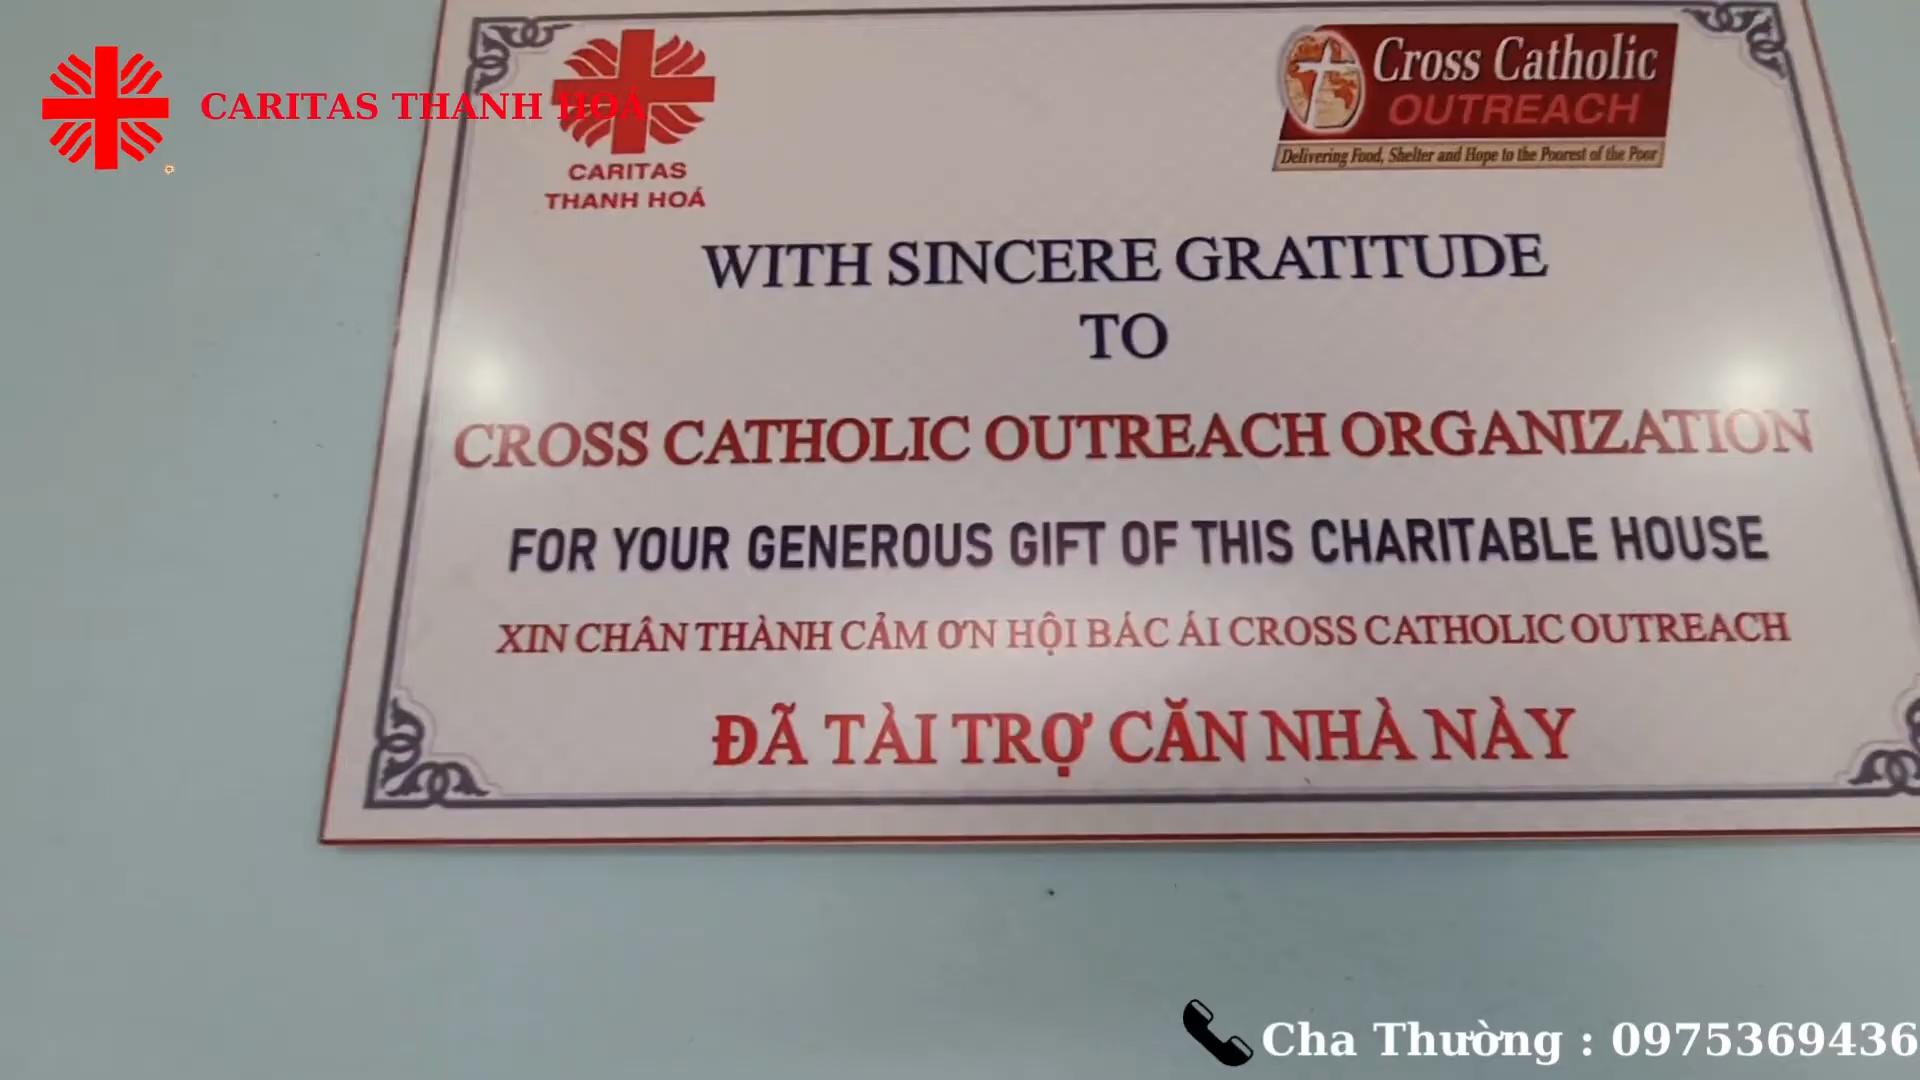 CARITAS THANH HOÁ
CARITAS
THANH HOÁ
Cross Catholic
OUTREACH
Delivering Food, Shelter and Hope to the Poorest of the Poor
WITH SINCERE GRATITUDE
TO
CROSS CATHOLIC OUTREACH ORGANIZATION
FOR YOUR GENEROUS GIFT OF THIS CHARITABLE HOUSE
XIN CHÂN THÀNH CẢM ƠN HỘI BÁC ÁI CROSS CATHOLIC OUTREACH
ĐÃ TÀI TRỢ CĂN NHÀ NÀY
Cha Thường : 0975369436